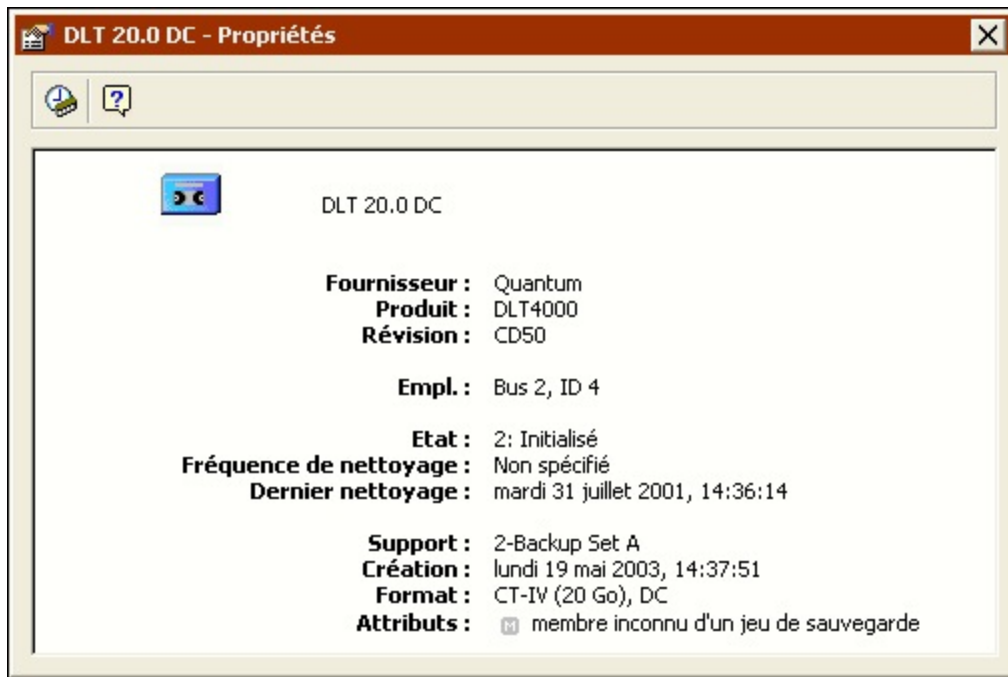 DLT 20.0 DC - Propriétés
DLT 20.0 DC
Fournisseur : Quantum
Produit : DLT4000
Révision : CD50
Empl. : Bus 2, ID 4
Etat : 2: Initialisé
Fréquence de nettoyage : Non spécifié
Dernier nettoyage : mardi 31 juillet 2001, 14:36:14
Support : 2-Backup Set A
Création : lundi 19 mai 2003, 14:37:51
Format : CT-IV (20 Go), DC
Attributs : M membre inconnu d'un jeu de sauvegarde